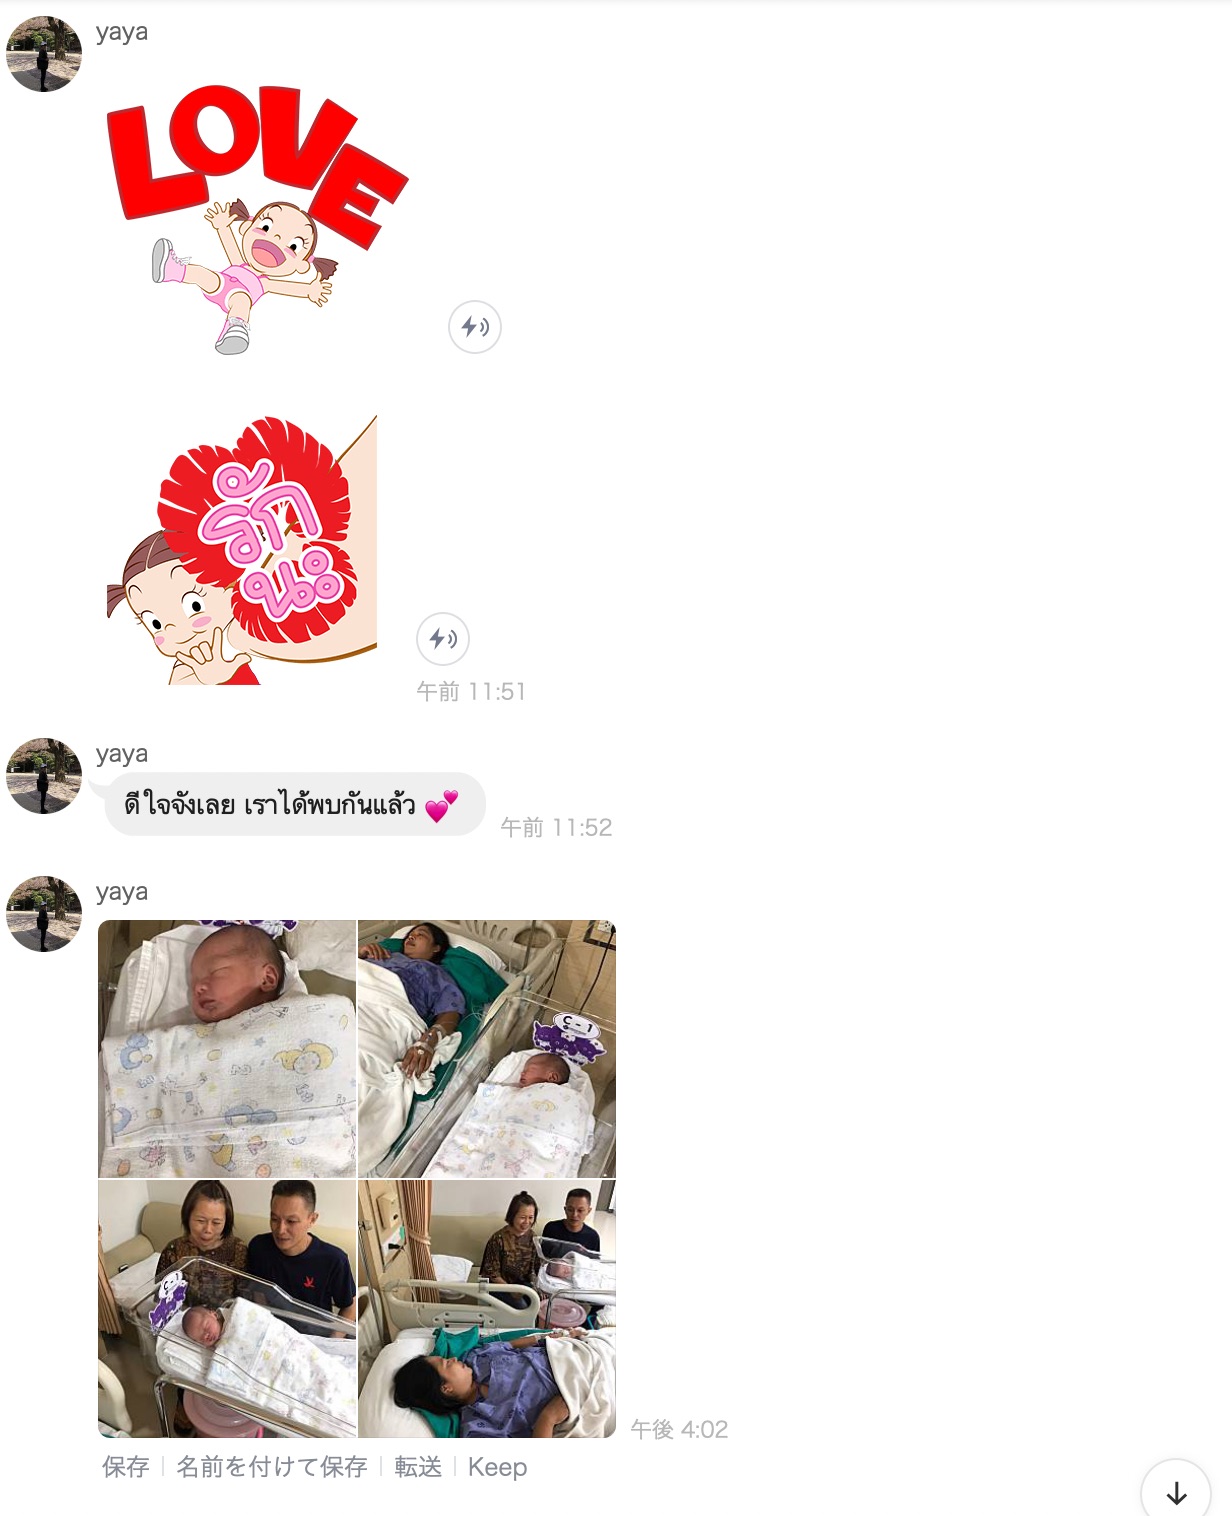 yaya
LOVE
รักนะ
午前 11:51
yaya
ดีใจจังเลย เราได้พบกันแล้ว 💕
午前 11:52
yaya
C-1
C-1
午後 4:02
保存 名前を付けて保存 転送 Keep